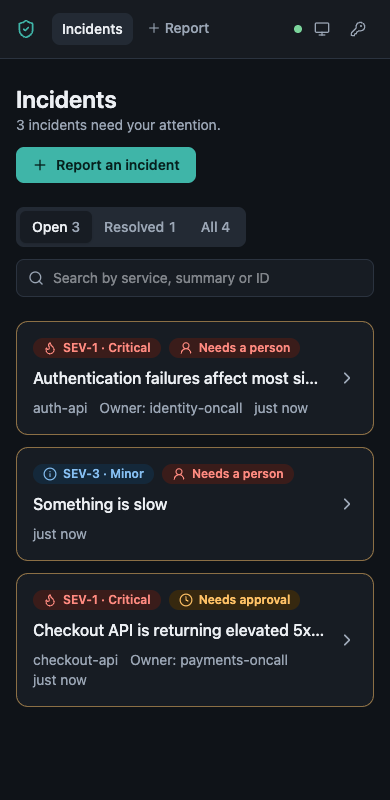 Incidents
Report
Incidents
3 incidents need your attention.
Report an incident
Open 3
Resolved 1
All 4
Search by service, summary or ID
SEV-1 · Critical
Needs a person
Authentication failures affect most si...
auth-api Owner: identity-oncall just now
SEV-3 · Minor
Needs a person
Something is slow
just now
SEV-1 · Critical
Needs approval
Checkout API is returning elevated 5x...
checkout-api Owner: payments-oncall
just now